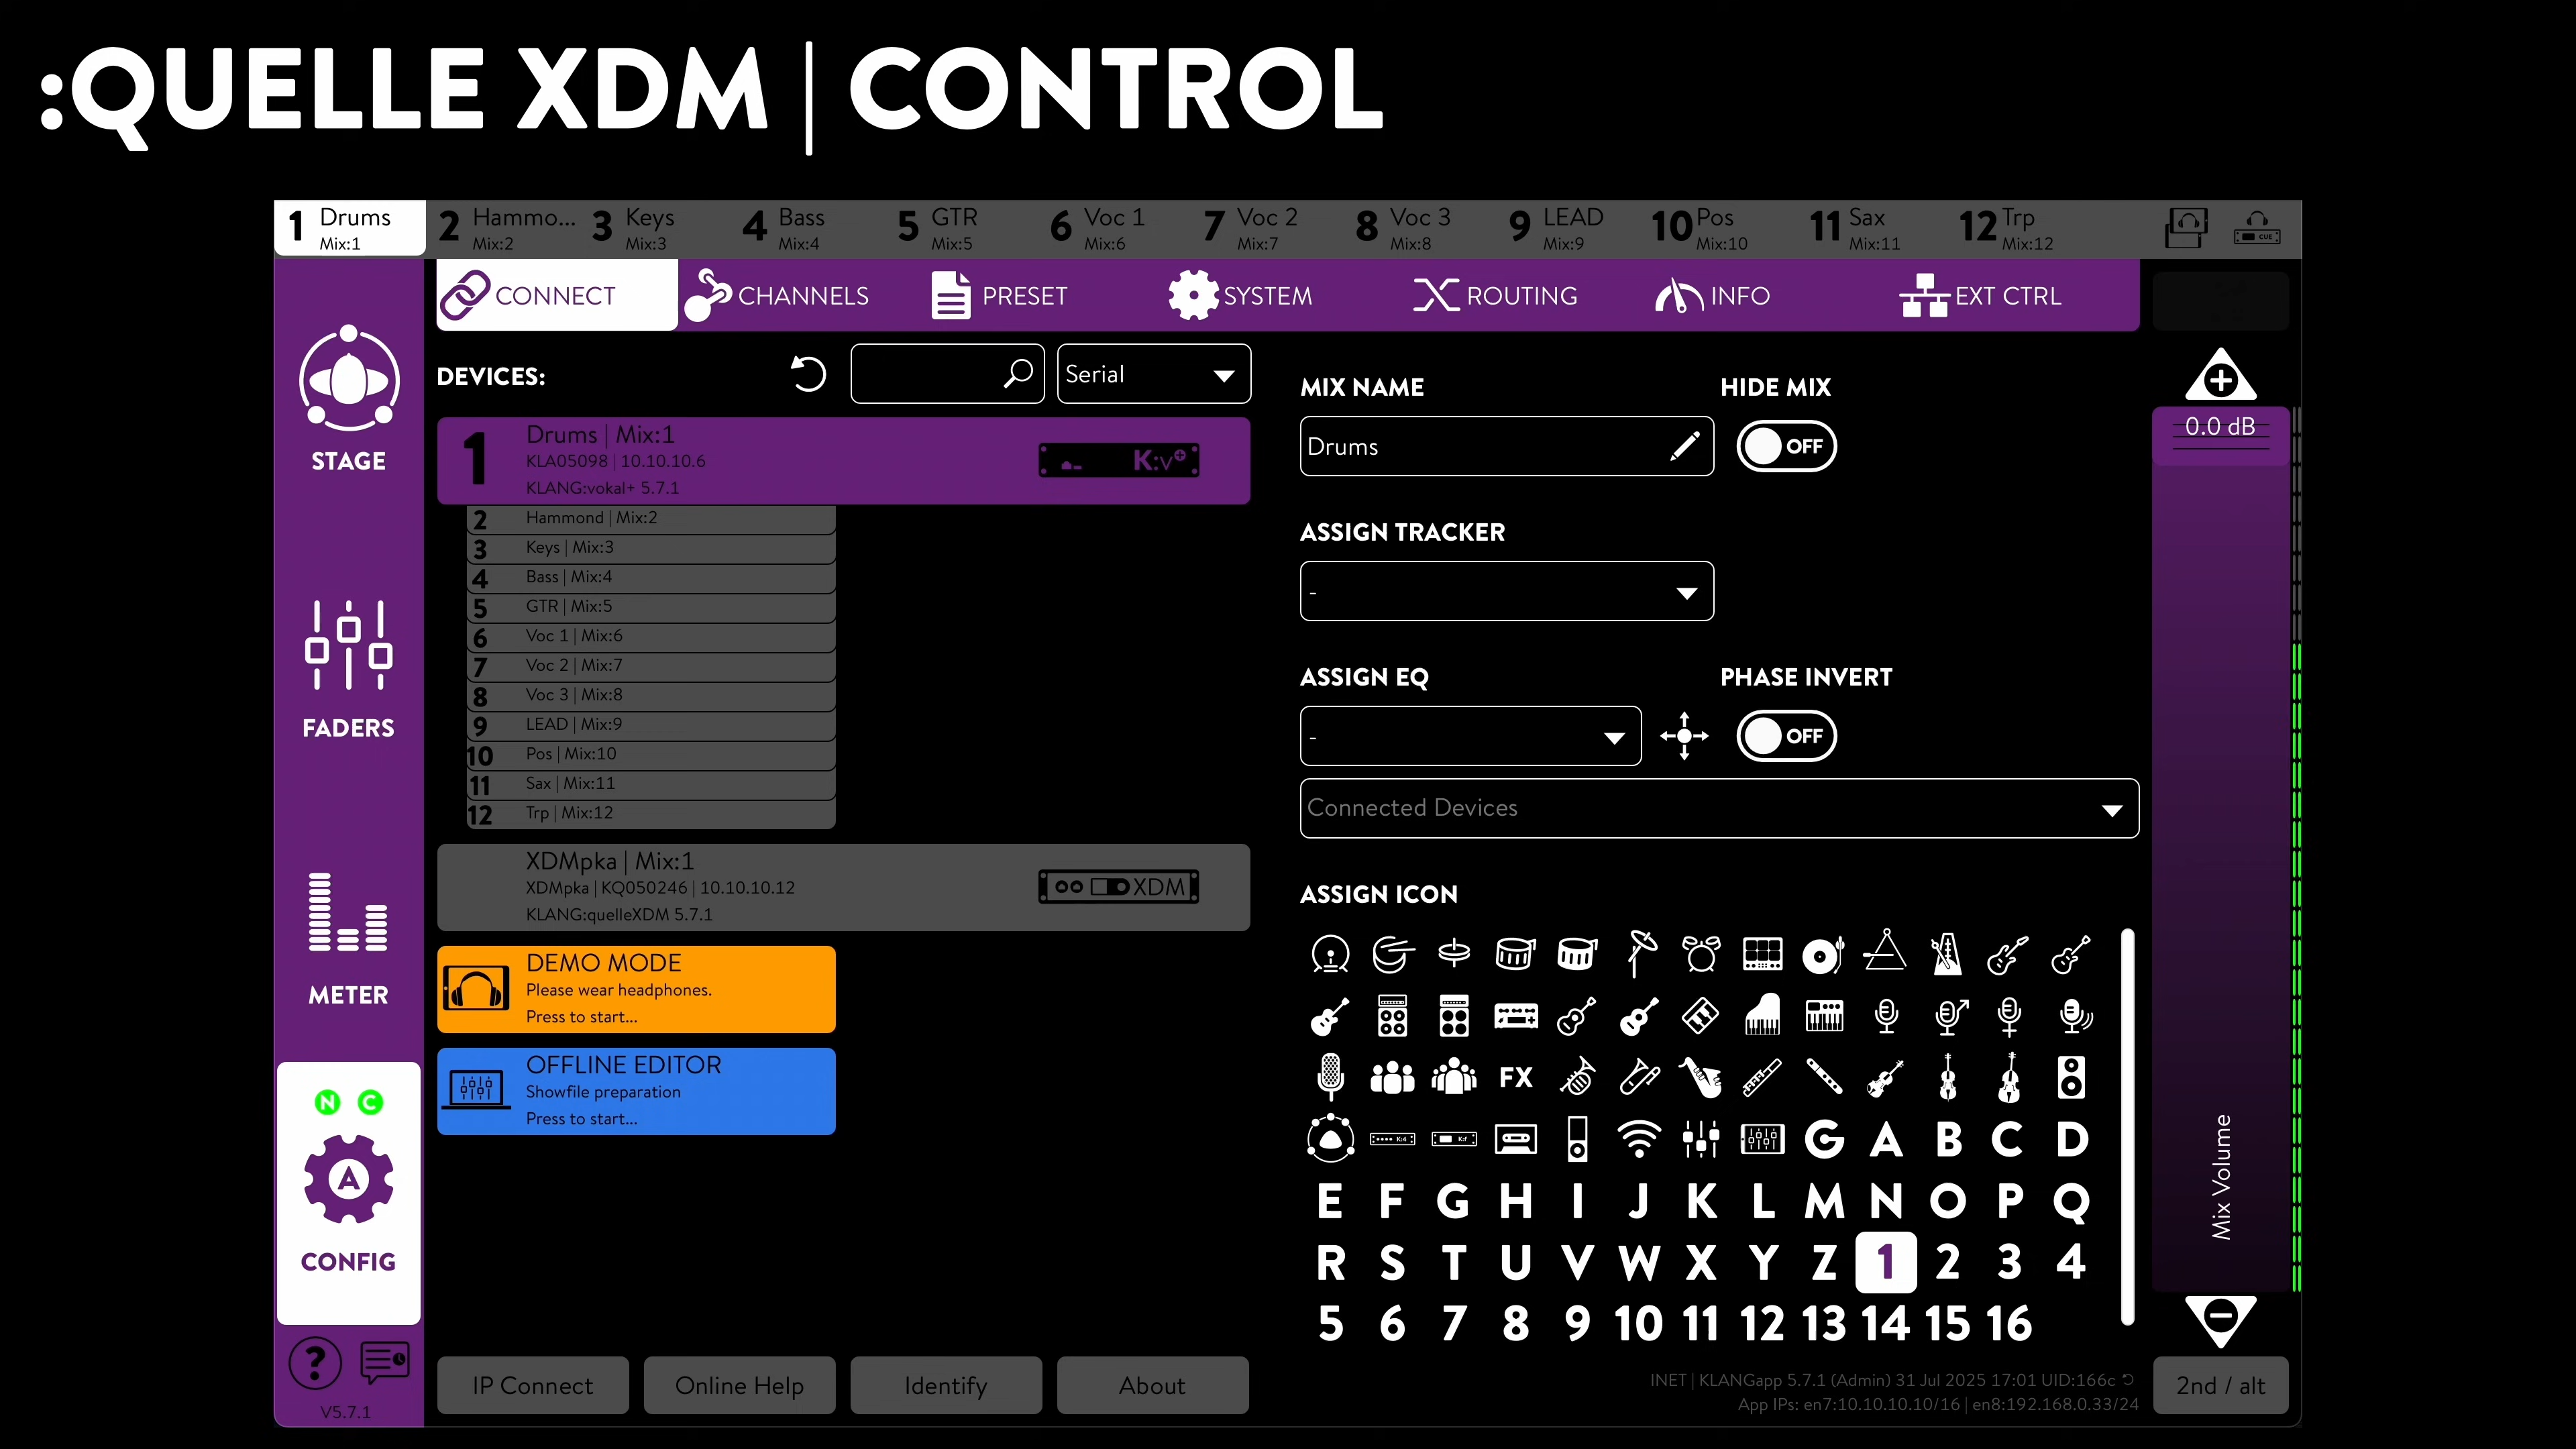 :QUELLE XDM | CONTROL
1 Drums Mix:1
2 Hammo... Mix:2
3 Keys Mix:3
4 Bass Mix:4
5 GTR Mix:5
6 Voc 1 Mix:6
7 Voc 2 Mix:7
8 Voc 3 Mix:8
9 LEAD Mix:9
10 Pos Mix:10
11 Sax Mix:11
12 Trp Mix:12
CUE
CONNECT CHANNELS PRESET SYSTEM ROUTING INFO EXT CTRL
STAGE
FADERS
METER
N C
A
CONFIG
?
V5.7.1
DEVICES:
Serial
1 Drums | Mix:1
KLA05098 | 10.10.10.6
KLANG:vokal+ 5.7.1
K:v+
2 Hammond | Mix:2
3 Keys | Mix:3
4 Bass | Mix:4
5 GTR | Mix:5
6 Voc 1 | Mix:6
7 Voc 2 | Mix:7
8 Voc 3 | Mix:8
9 LEAD | Mix:9
10 Pos | Mix:10
11 Sax | Mix:11
12 Trp | Mix:12
XDMpka | Mix:1
XDMpka | KQ050246 | 10.10.10.12
KLANG:quelleXDM 5.7.1
XDM
DEMO MODE
Please wear headphones.
Press to start...
OFFLINE EDITOR
Showfile preparation
Press to start...
IP Connect
Online Help
Identify
About
MIX NAME HIDE MIX
Drums OFF
ASSIGN TRACKER
-
ASSIGN EQ PHASE INVERT
- OFF
Connected Devices
ASSIGN ICON
FX
K:4 K:f G A B C D
E F G H I J K L M N O P Q
R S T U V W X Y Z 1 2 3 4
5 6 7 8 9 10 11 12 13 14 15 16
INET | KLANGapp 5.7.1 (Admin) 31 Jul 2025 17:01 UID:166c
App IPs: en7:10.10.10.10/16 | en8:192.168.0.33/24
0.0 dB
Mix Volume
2nd / alt